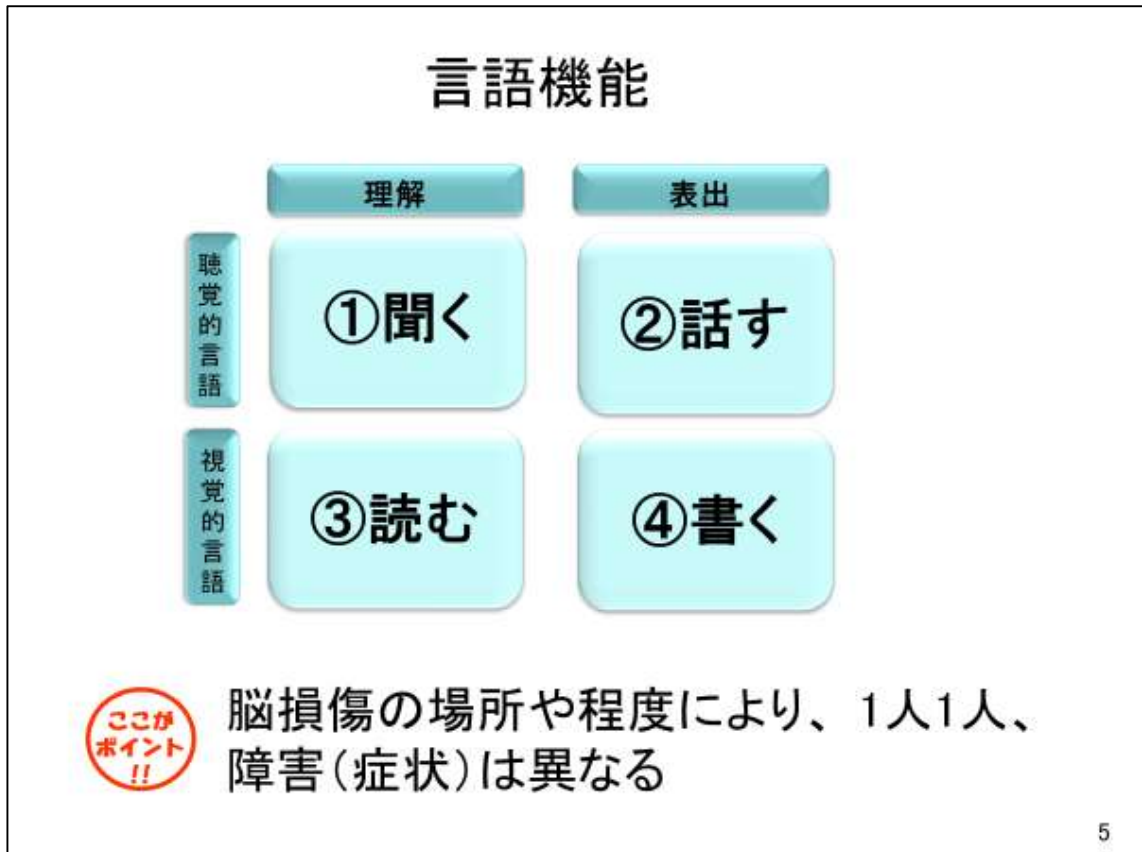 言語機能
理解
表出
聴覚的言語
①聞く
②話す
視覚的言語
③読む
④書く
ここが
ポイント
!!
脳損傷の場所や程度により、1人1人、
障害(症状)は異なる
5